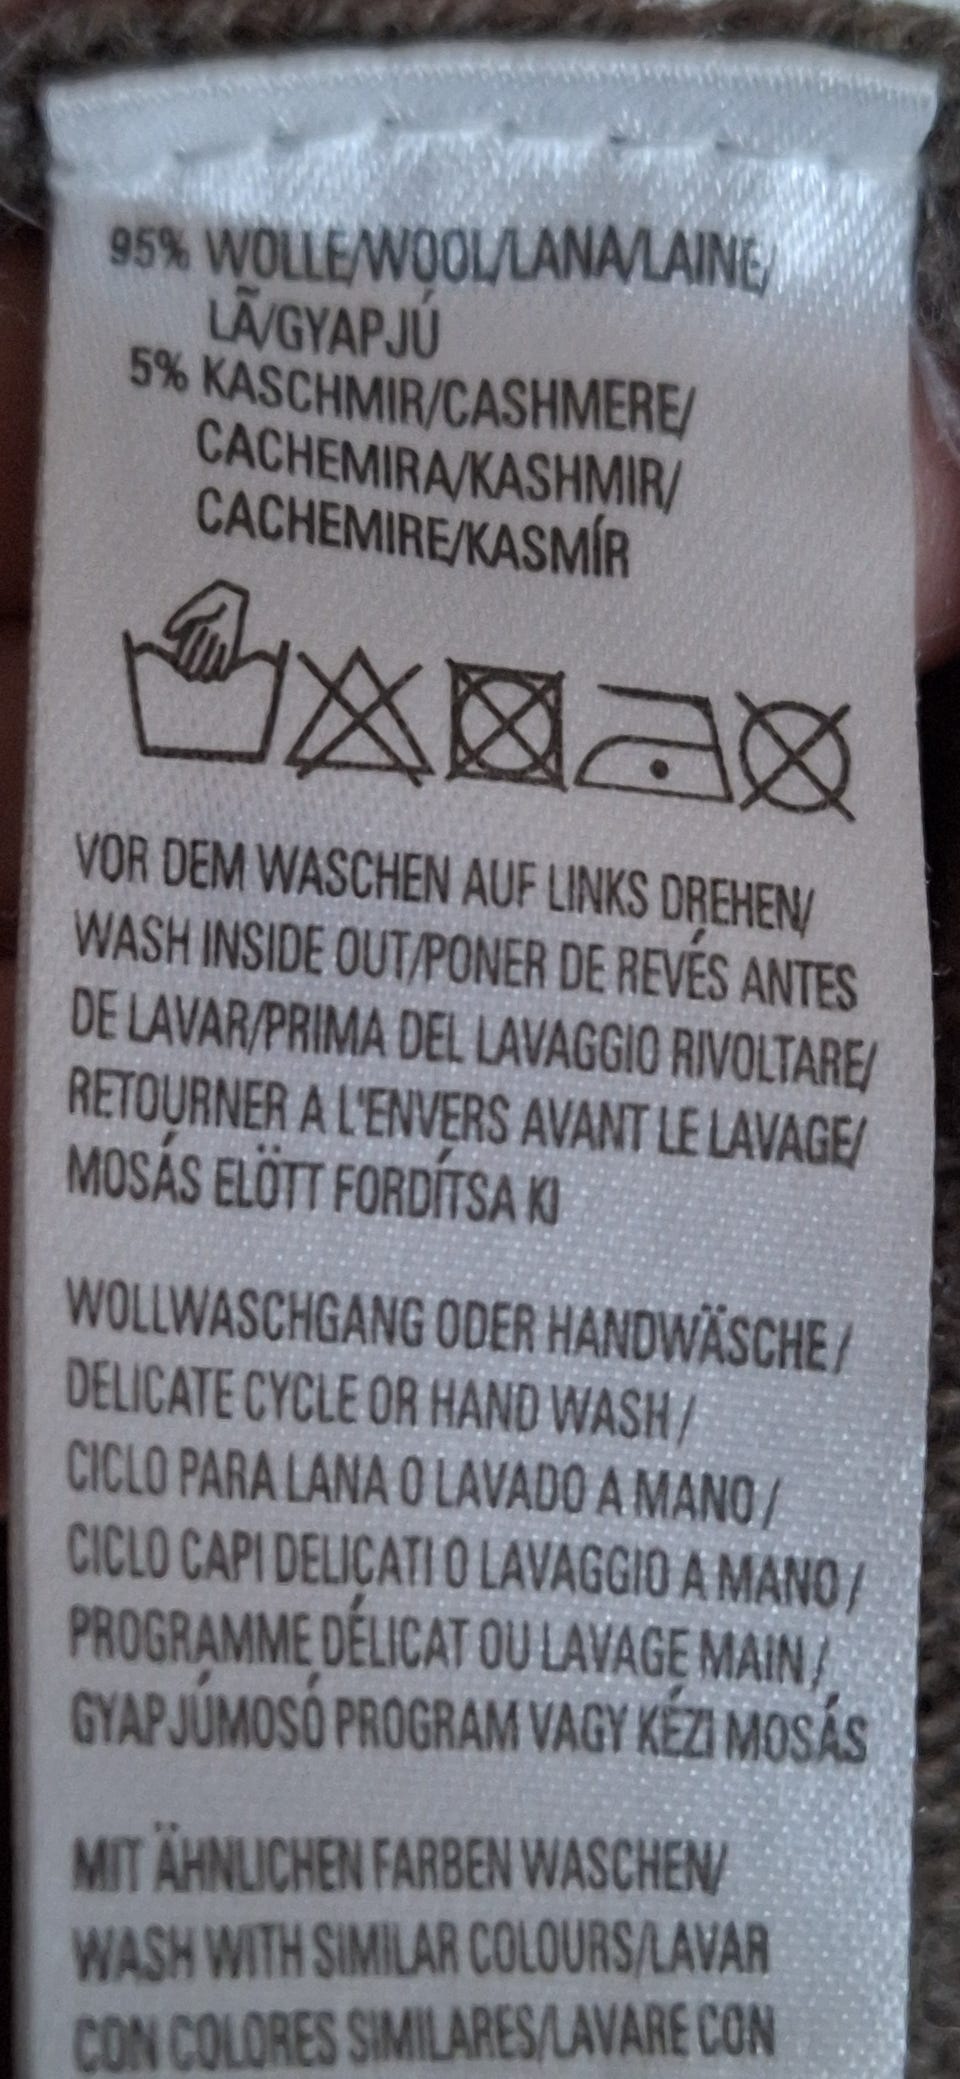 95% WOLLE/WOOL/LANA/LAINE/
LÃ/GYAPJÚ
5% KASCHMIR/CASHMERE/
CACHEMIRA/KASHMIR/
CACHEMIRE/KASMÍR
VOR DEM WASCHEN AUF LINKS DREHEN/
WASH INSIDE OUT/PONER DE REVÉS ANTES
DE LAVAR/PRIMA DEL LAVAGGIO RIVOLTARE/
RETOURNER A L'ENVERS AVANT LE LAVAGE/
MOSÁS ELÖTT FORDÍTSA KI
WOLLWASCHGANG ODER HANDWÄSCHE /
DELICATE CYCLE OR HAND WASH /
CICLO PARA LANA O LAVADO A MANO /
CICLO CAPI DELICATI O LAVAGGIO A MANO /
PROGRAMME DÉLICAT OU LAVAGE MAIN /
GYAPJÚMOSÓ PROGRAM VAGY KÉZI MOSÁS
MIT ÄHNLICHEN FARBEN WASCHEN/
WASH WITH SIMILAR COLOURS/LAVAR
CON COLORES SIMILARES/LAVARE CON